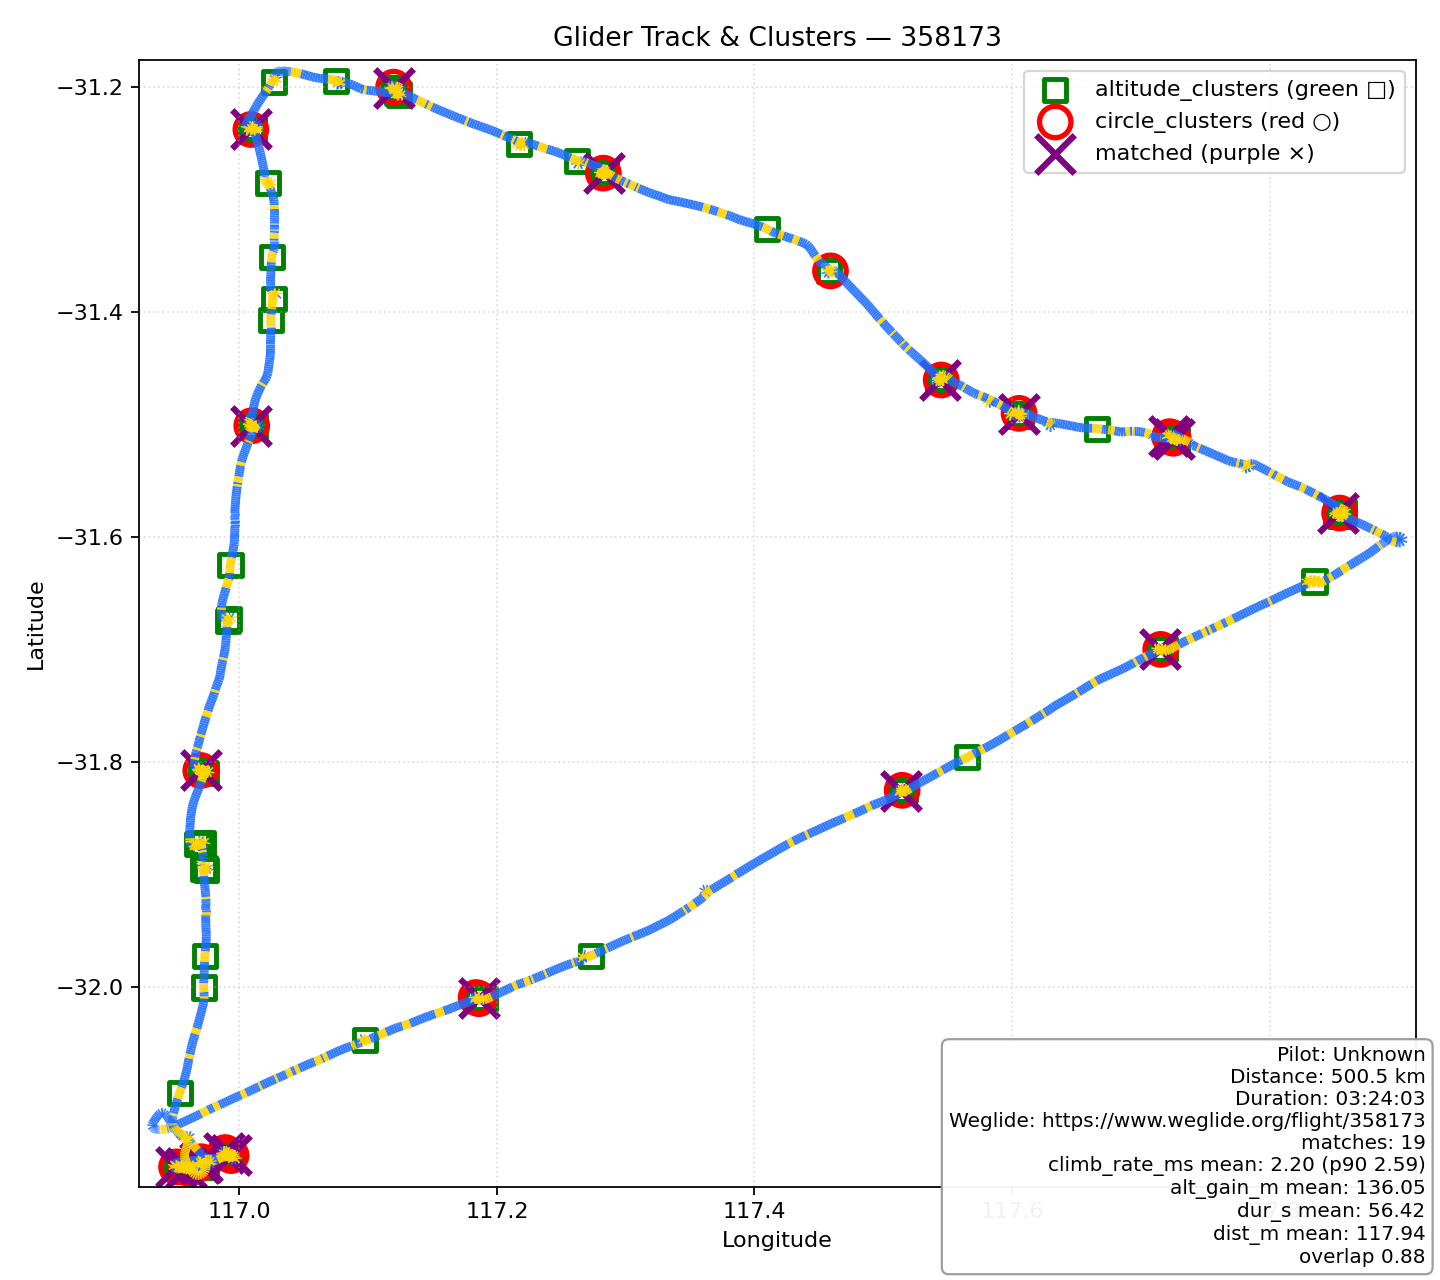 Glider Track & Clusters — 358173
altitude_clusters (green □)
circle_clusters (red ○)
matched (purple ×)
−31.2
−31.4
−31.6
−31.8
−32.0
Latitude
117.0
117.2
117.4
117.6
Longitude
Pilot: Unknown
Distance: 500.5 km
Duration: 03:24:03
Weglide: https://www.weglide.org/flight/358173
matches: 19
climb_rate_ms mean: 2.20 (p90 2.59)
alt_gain_m mean: 136.05
dur_s mean: 56.42
dist_m mean: 117.94
overlap 0.88